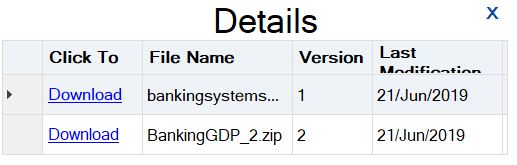 Details x
Click To File Name Version Last Modification
Download bankingsystems... 1 21/Jun/2019
Download BankingGDP_2.zip 2 21/Jun/2019